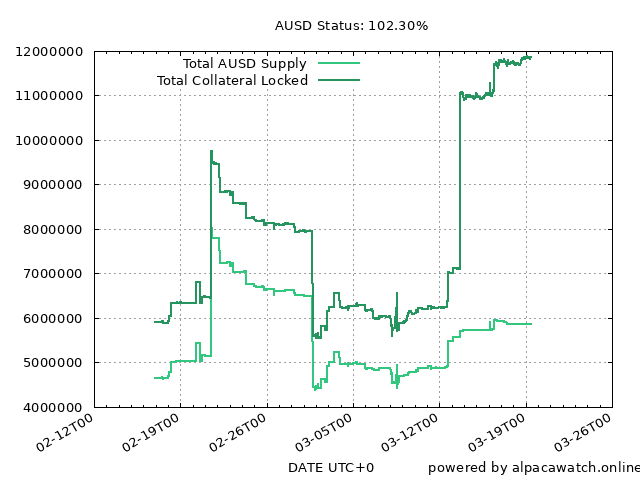 AUSD Status: 102.30%
Total AUSD Supply
Total Collateral Locked
12000000
11000000
10000000
9000000
8000000
7000000
6000000
5000000
4000000
02-12T00
02-19T00
02-26T00
03-05T00
03-12T00
03-19T00
03-26T00
DATE UTC+0
powered by alpacawatch.online